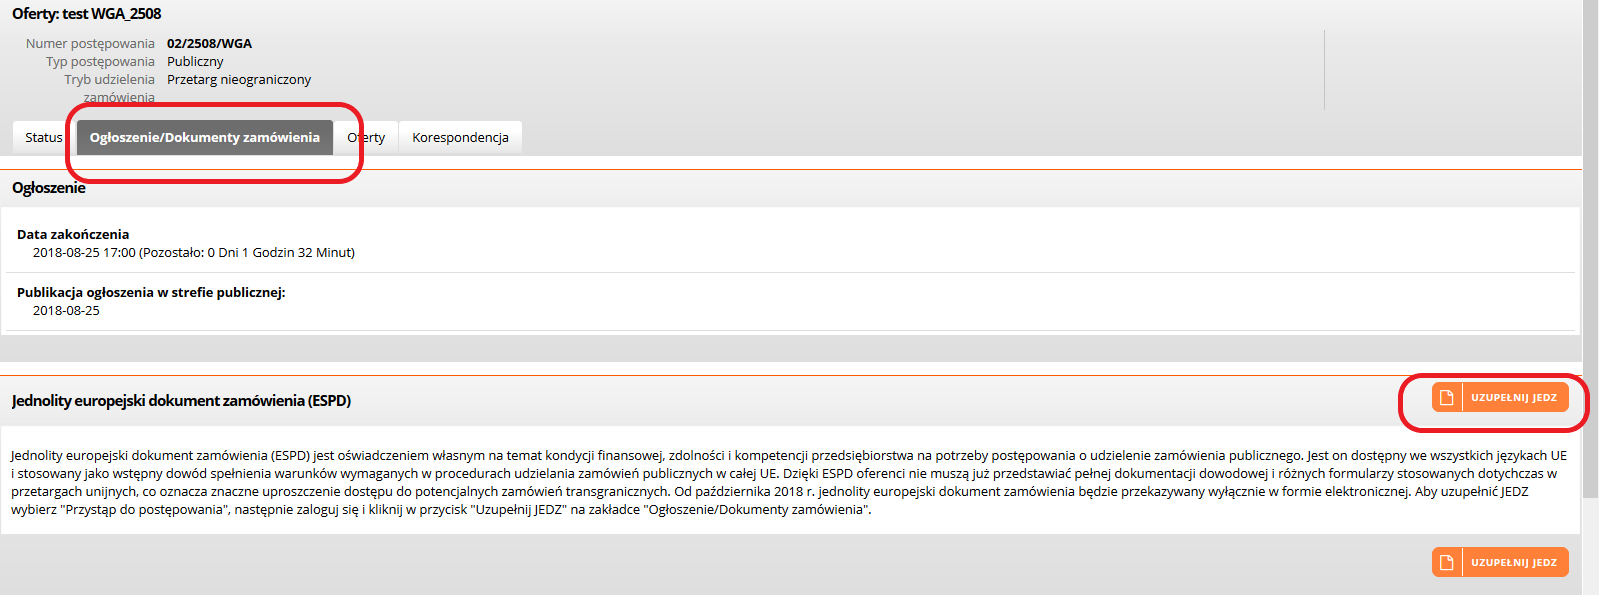 Oferty: test WGA_2508
Numer postępowania 02/2508/WGA
Typ postępowania Publiczny
Tryb udzielenia Przetarg nieograniczony
zamówienia
Status Ogłoszenie/Dokumenty zamówienia Oferty Korespondencja
Ogłoszenie
Data zakończenia
2018-08-25 17:00 (Pozostało: 0 Dni 1 Godzin 32 Minut)
Publikacja ogłoszenia w strefie publicznej:
2018-08-25
Jednolity europejski dokument zamówienia (ESPD) UZUPEŁNIJ JEDZ
Jednolity europejski dokument zamówienia (ESPD) jest oświadczeniem własnym na temat kondycji finansowej, zdolności i kompetencji przedsiębiorstwa na potrzeby postępowania o udzielenie zamówienia publicznego. Jest on dostępny we wszystkich językach UE
i stosowany jako wstępny dowód spełnienia warunków wymaganych w procedurach udzielania zamówień publicznych w całej UE. Dzięki ESPD oferenci nie muszą już przedstawiać pełnej dokumentacji dowodowej i różnych formularzy stosowanych dotychczas w
przetargach unijnych, co oznacza znaczne uproszczenie dostępu do potencjalnych zamówień transgranicznych. Od października 2018 r. jednolity europejski dokument zamówienia będzie przekazywany wyłącznie w formie elektronicznej. Aby uzupełnić JEDZ
wybierz "Przystąp do postępowania", następnie zaloguj się i kliknij w przycisk "Uzupełnij JEDZ" na zakładce "Ogłoszenie/Dokumenty zamówienia".
UZUPEŁNIJ JEDZ